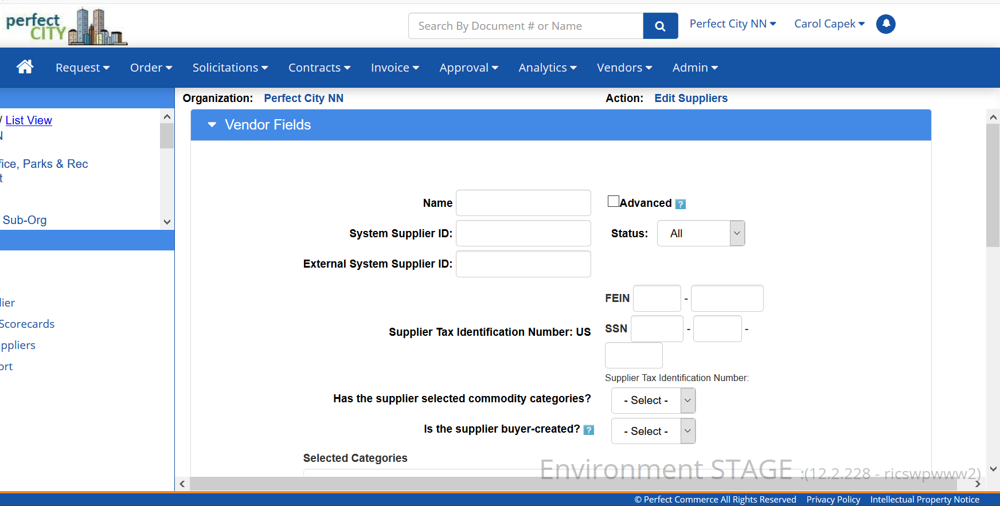 perfect
CITY
Search By Document # or Name
Perfect City NN
Carol Capek
Request
Order
Solicitations
Contracts
Invoice
Approval
Analytics
Vendors
Admin
Organization: Perfect City NN
Action: Edit Suppliers
/ List View
fice, Parks & Rec
Sub-Org
lier
Scorecards
ppliers
ort
Vendor Fields
Name
Advanced ?
System Supplier ID:
Status: All
External System Supplier ID:
FEIN -
Supplier Tax Identification Number: US
SSN - -
Supplier Tax Identification Number:
Has the supplier selected commodity categories? - Select -
Is the supplier buyer-created? ? - Select -
Selected Categories
Environment STAGE :(12.2.228 - ricswpwww2)
© Perfect Commerce All Rights Reserved Privacy Policy Intellectual Property Notice